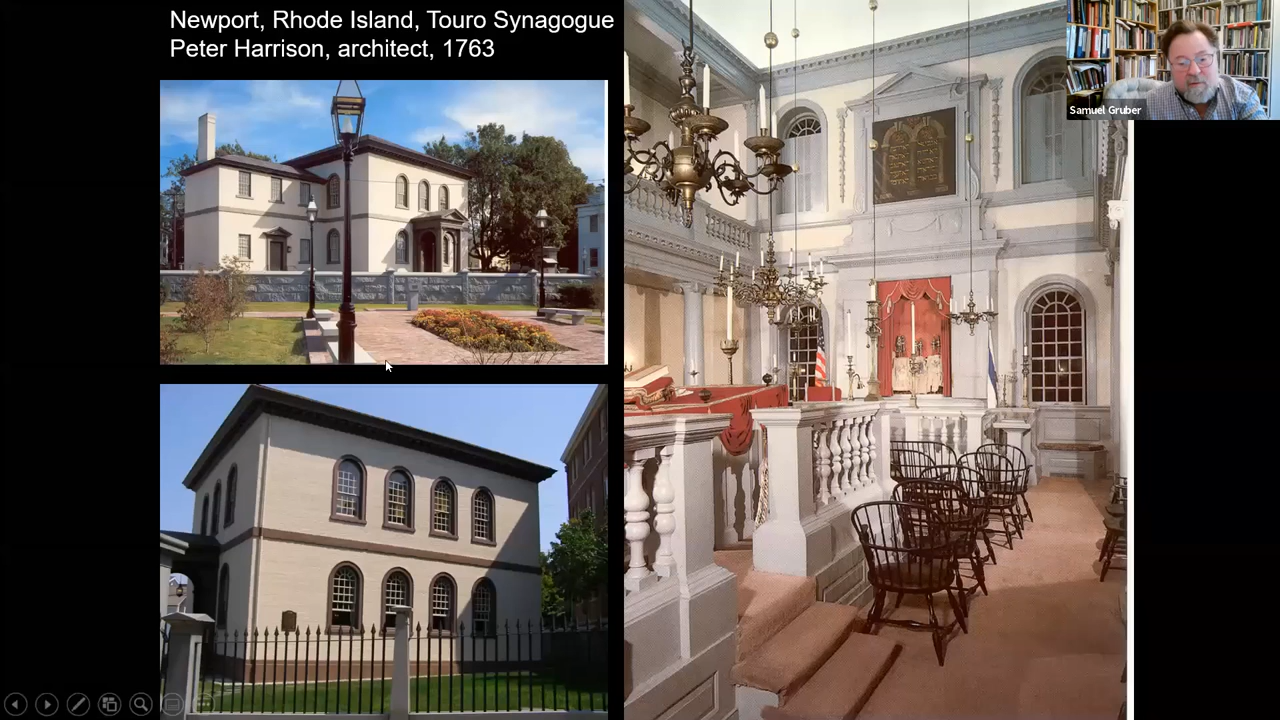 Newport, Rhode Island, Touro Synagogue
Peter Harrison, architect, 1763
Samuel Gruber